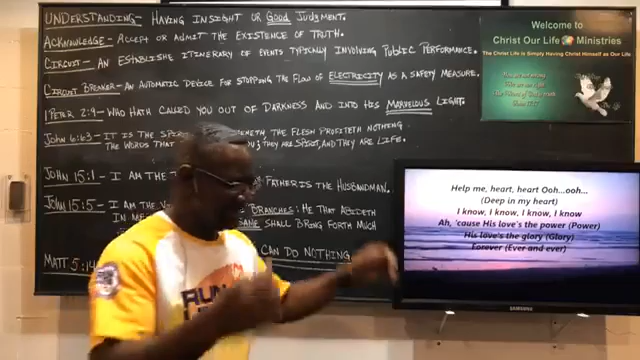 UNDERSTANDING- HAVING INSIGHT OR GOOD JUDGMENT.
ACKNOWLEDGE- ACCEPT OR ADMIT THE EXISTENCE OF TRUTH.
CIRCUIT- AN ESTABLISHE ITINERARY OF EVENTS TYPICALLY INVOLVING PUBLIC PERFORMANCE.
CIRCUIT BREAKER- AN AUTOMATIC DEVICE FOR STOPPING THE FLOW OF ELECTRICITY AS A SAFETY MEASURE.
1 PETER 2:9- WHO HATH CALLED YOU OUT OF DARKNESS AND INTO HIS MARVELOUS LIGHT.
JOHN 6:63- IT IS THE THE FLESH PROFITETH NOTHING
THE WORDS THAT THEY ARE SPIRIT, AND THEY ARE LIFE.
JOHN 15:1- I AM THE FATHER IS THE HUSBANDMAN.
JOHN 15:5- I AM THE BRANCHES: HE THAT ABIDETH
IN ME SAME SHALL BRING FORTH MUCH
CAN DO NOTHING.
MATT 5:14
Welcome to
Christ Our Life Ministries
The Christ Life is Simply Having Christ Himself as Our Life
Help me, heart, heart Ooh...ooh...
(Deep in my heart)
I know, I know, I know, I know
Ah, 'cause His love's the power (Power)
His love's the glory (Glory)
Forever (Ever and ever)
SAMSUNG
RUN